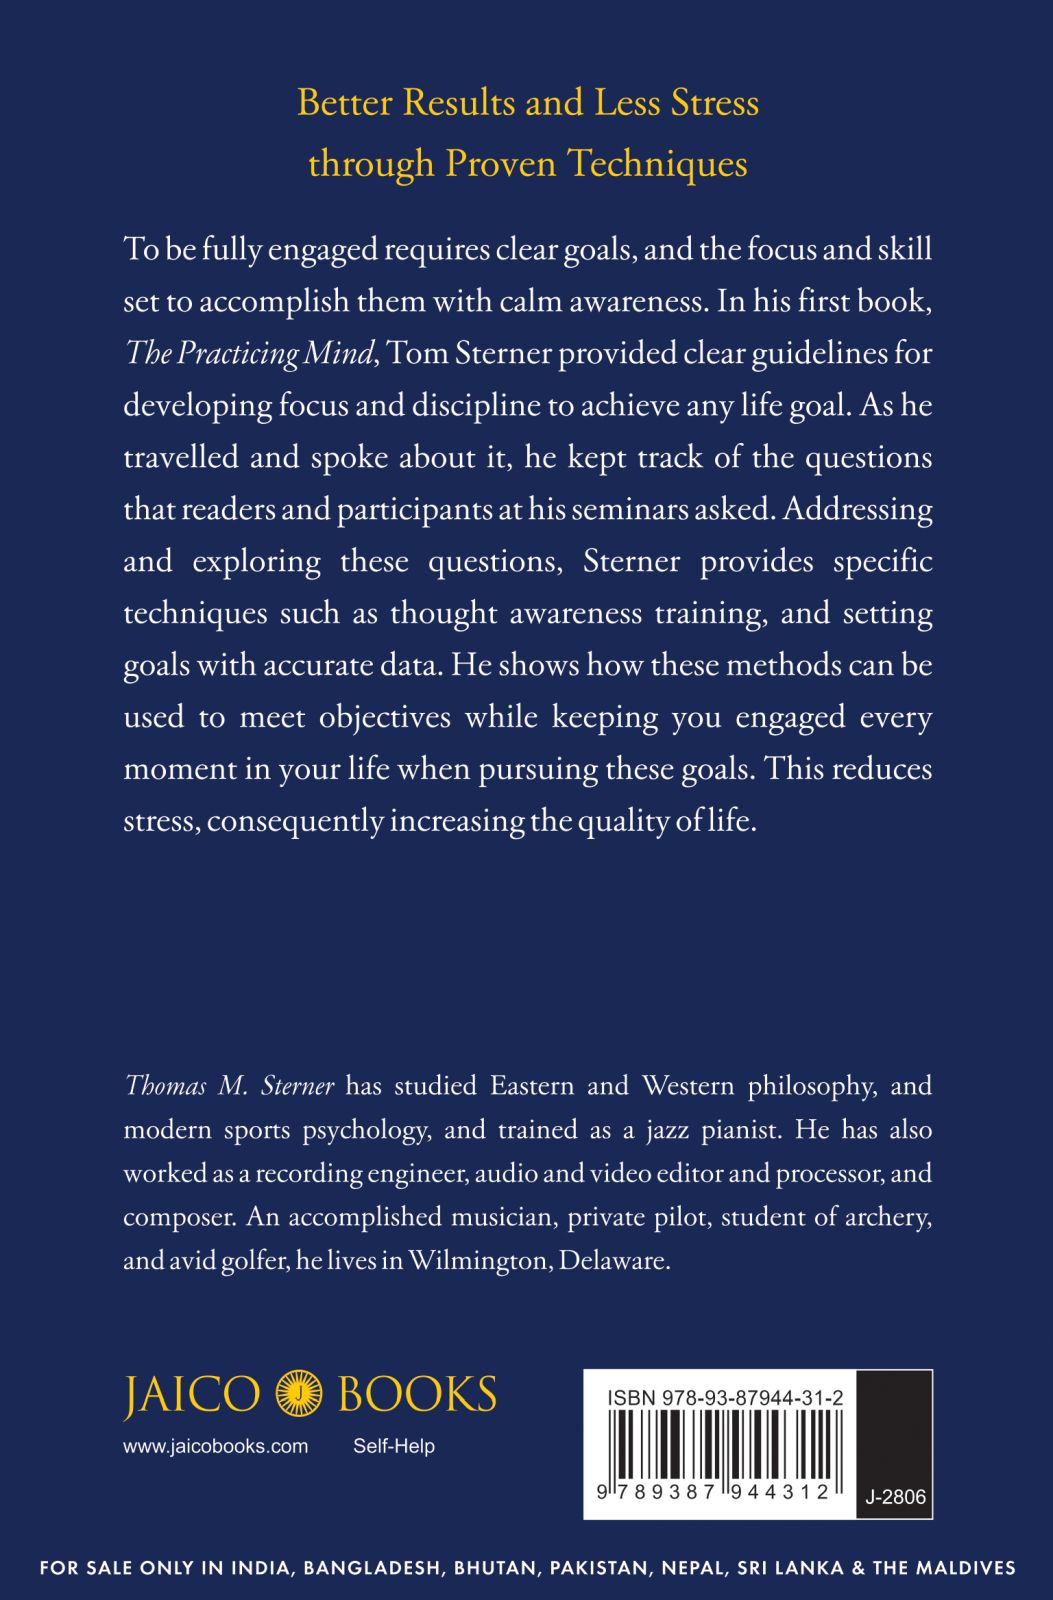 Better Results and Less Stress
through Proven Techniques
To be fully engaged requires clear goals, and the focus and skill
set to accomplish them with calm awareness. In his first book,
The Practicing Mind, Tom Sterner provided clear guidelines for
developing focus and discipline to achieve any life goal. As he
travelled and spoke about it, he kept track of the questions
that readers and participants at his seminars asked. Addressing
and exploring these questions, Sterner provides specific
techniques such as thought awareness training, and setting
goals with accurate data. He shows how these methods can be
used to meet objectives while keeping you engaged every
moment in your life when pursuing these goals. This reduces
stress, consequently increasing the quality of life.
Thomas M. Sterner has studied Eastern and Western philosophy, and
modern sports psychology, and trained as a jazz pianist. He has also
worked as a recording engineer, audio and video editor and processor, and
composer. An accomplished musician, private pilot, student of archery,
and avid golfer, he lives in Wilmington, Delaware.
JAICO J BOOKS
www.jaicobooks.com Self-Help
ISBN 978-93-87944-31-2
9 789387 944312
J-2806
FOR SALE ONLY IN INDIA, BANGLADESH, BHUTAN, PAKISTAN, NEPAL, SRI LANKA & THE MALDIVES